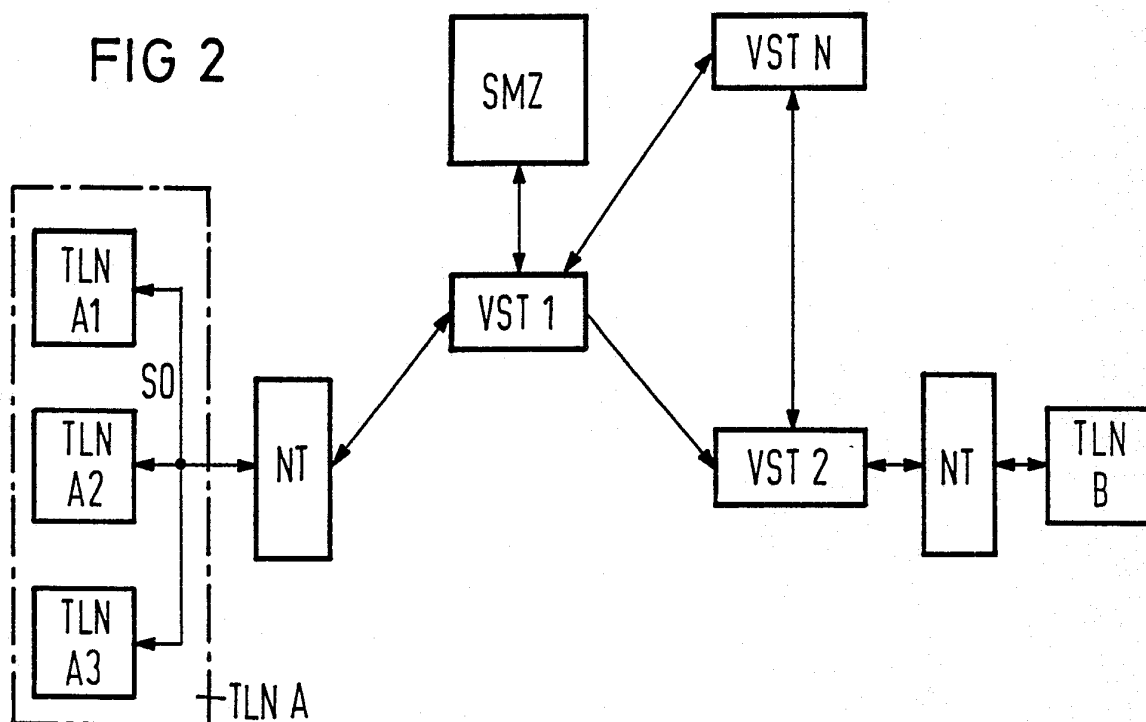 FIG 2
SMZ
VST N
TLN
A1
VST 1
S0
TLN
A2
NT
VST 2
NT
TLN
B
TLN
A3
TLN A